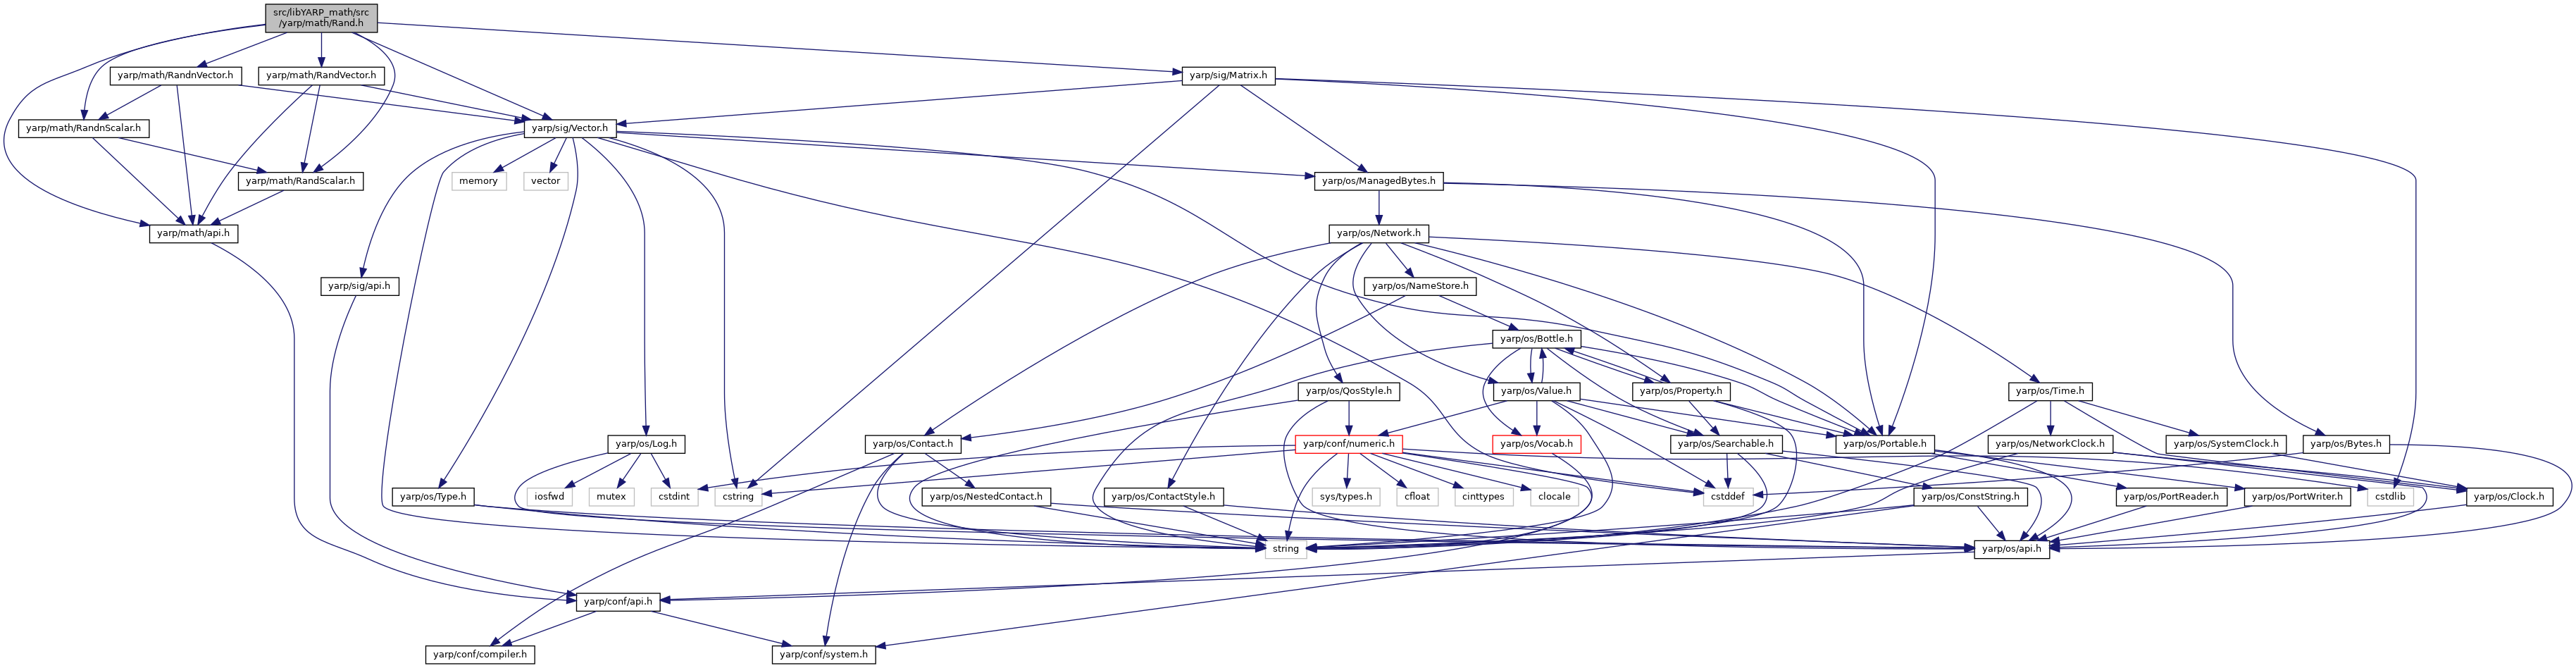 src/libYARP_math/src
/yarp/math/Rand.h
yarp/math/RandnVector.h
yarp/math/RandVector.h
yarp/sig/Matrix.h
yarp/math/RandnScalar.h
yarp/sig/Vector.h
yarp/math/RandScalar.h
memory
vector
yarp/os/ManagedBytes.h
yarp/math/api.h
yarp/os/Network.h
yarp/sig/api.h
yarp/os/NameStore.h
yarp/os/Bottle.h
yarp/os/QosStyle.h
yarp/os/Value.h
yarp/os/Property.h
yarp/os/Time.h
yarp/os/Log.h
yarp/os/Contact.h
yarp/conf/numeric.h
yarp/os/Vocab.h
yarp/os/Searchable.h
yarp/os/Portable.h
yarp/os/NetworkClock.h
yarp/os/SystemClock.h
yarp/os/Bytes.h
yarp/os/Type.h
iosfwd
mutex
cstdint
cstring
yarp/os/NestedContact.h
yarp/os/ContactStyle.h
sys/types.h
cfloat
cinttypes
clocale
cstddef
yarp/os/ConstString.h
yarp/os/PortReader.h
yarp/os/PortWriter.h
cstdlib
yarp/os/Clock.h
string
yarp/os/api.h
yarp/conf/api.h
yarp/conf/compiler.h
yarp/conf/system.h